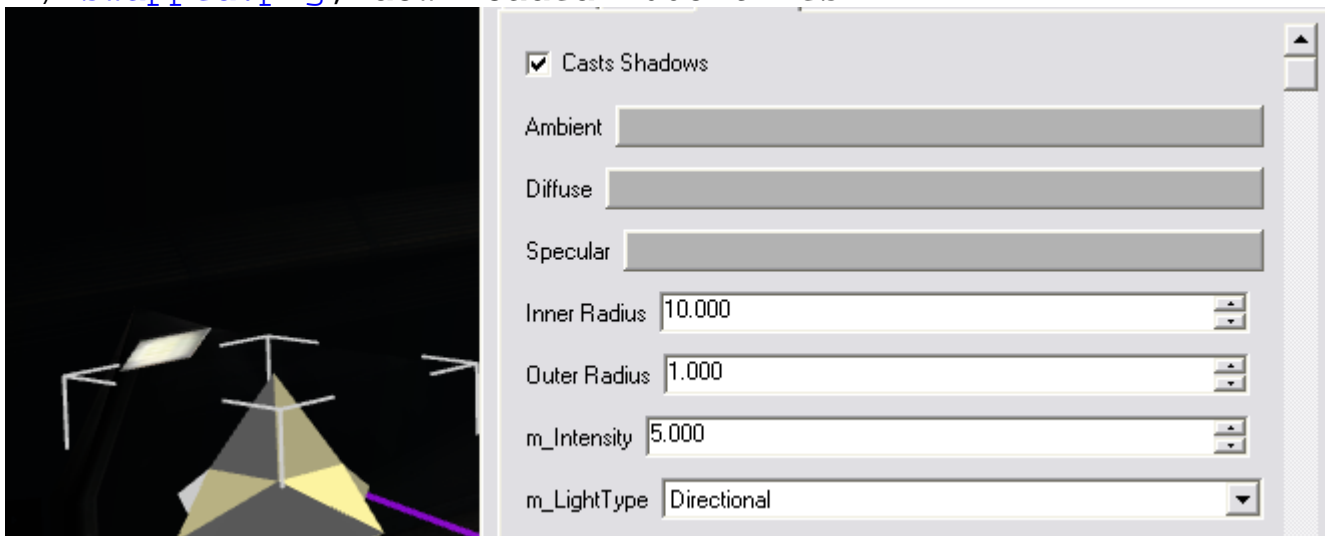 Casts Shadows
Ambient
Diffuse
Specular
Inner Radius 10.000
Outer Radius 1.000
m_Intensity 5.000
m_LightType Directional